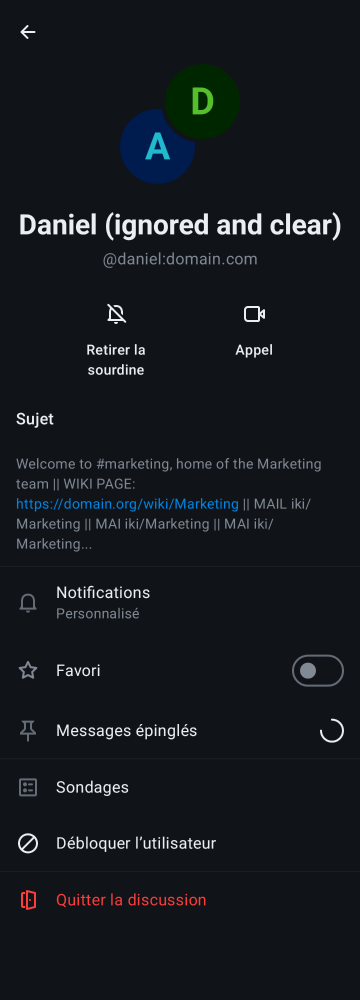 D
A
Daniel (ignored and clear)
@daniel:domain.com
Retirer la
sourdine
Appel
Sujet
Welcome to #marketing, home of the Marketing
team || WIKI PAGE:
https://domain.org/wiki/Marketing || MAIL iki/
Marketing || MAI iki/Marketing || MAI iki/
Marketing...
Notifications
Personnalisé
Favori
Messages épinglés
Sondages
Débloquer l’utilisateur
Quitter la discussion